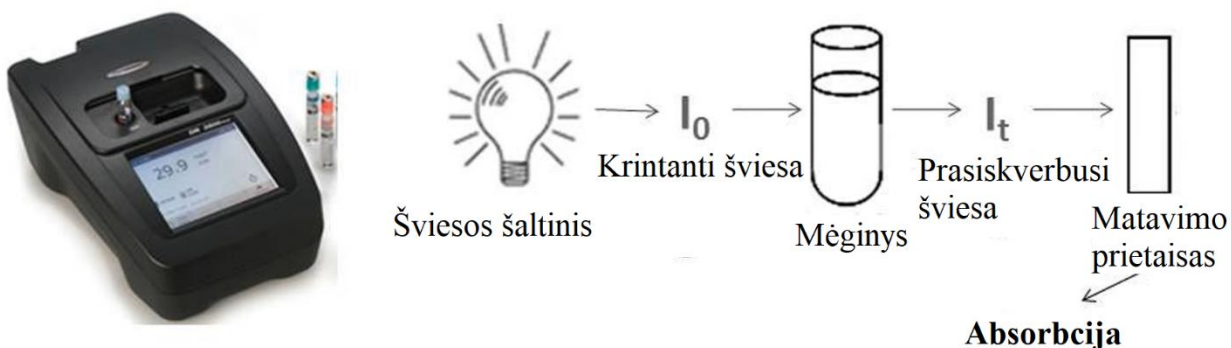 29.9
I₀
Iₜ
Krintanti šviesa
Prasiskverbusi
šviesa
Šviesos šaltinis
Mėginys
Matavimo
prietaisas
Absorbcija